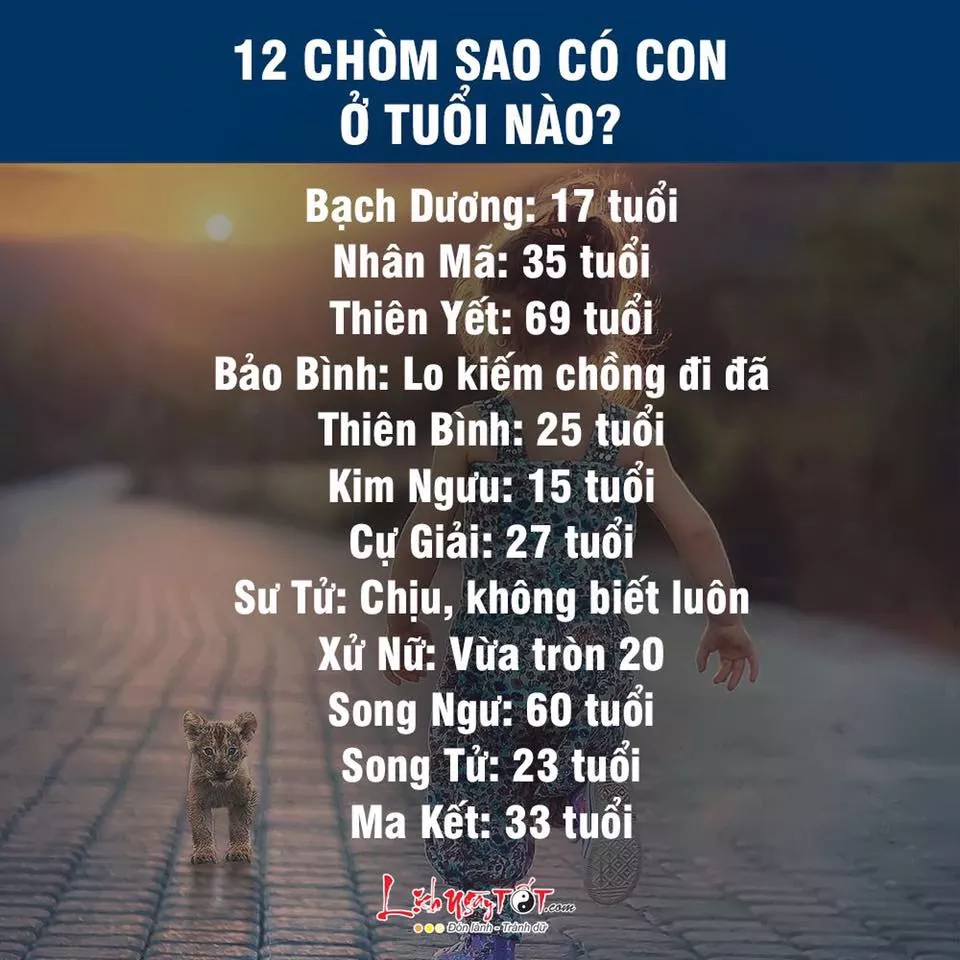 12 CHÒM SAO CÓ CON
Ở TUỔI NÀO?
Bạch Dương: 17 tuổi
Nhân Mã: 35 tuổi
Thiên Yết: 69 tuổi
Bảo Bình: Lo kiếm chồng đi đã
Thiên Bình: 25 tuổi
Kim Ngưu: 15 tuổi
Cự Giải: 27 tuổi
Sư Tử: Chịu, không biết luôn
Xử Nữ: Vừa tròn 20
Song Ngư: 60 tuổi
Song Tử: 23 tuổi
Ma Kết: 33 tuổi
LịchNgàyTỐT.com
Đón lành - Tránh dữ